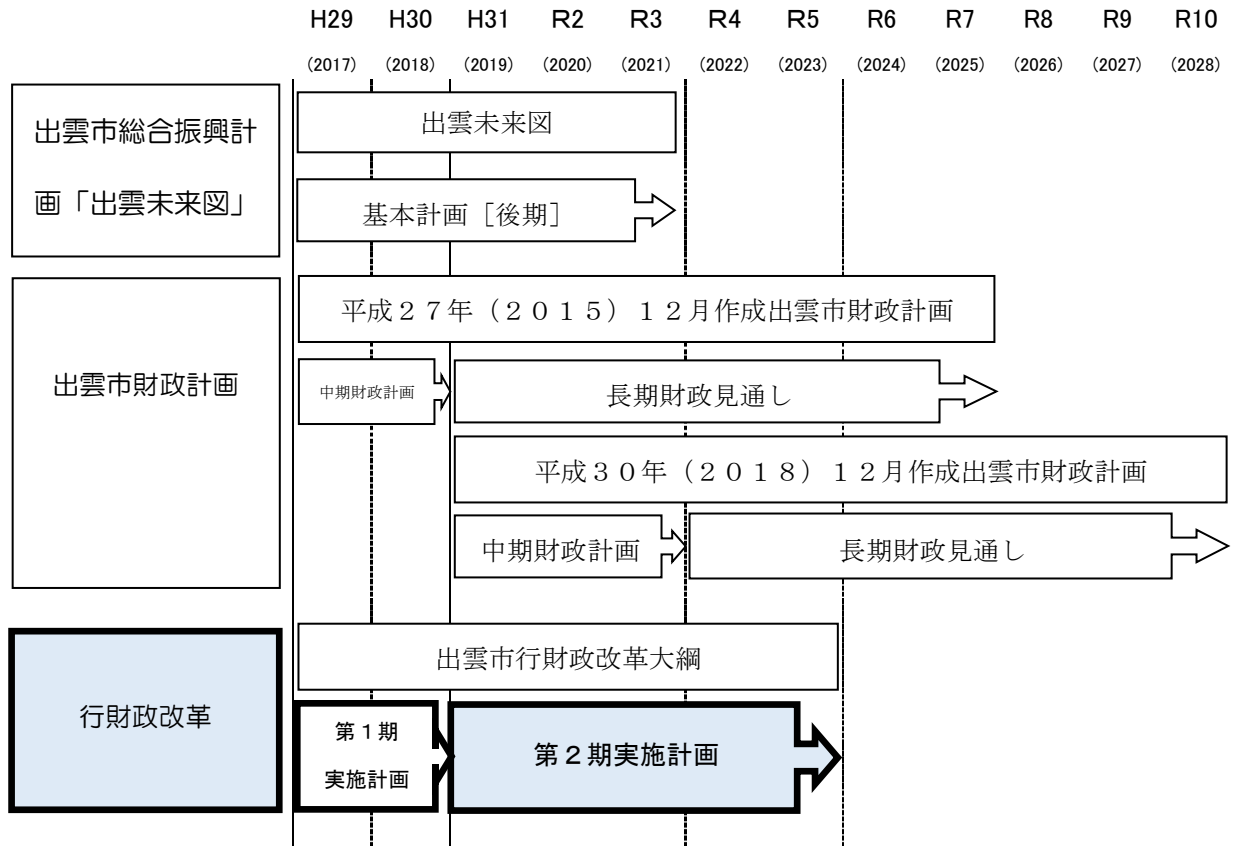 H29 H30 H31 R2 R3 R4 R5 R6 R7 R8 R9 R10
(2017) (2018) (2019) (2020) (2021) (2022) (2023) (2024) (2025) (2026) (2027) (2028)
出雲市総合振興計
画「出雲未来図」
出雲未来図
基本計画［後期］
出雲市財政計画
平成２７年（２０１５）１２月作成出雲市財政計画
中期財政計画
長期財政見通し
平成３０年（２０１８）１２月作成出雲市財政計画
中期財政計画
長期財政見通し
行財政改革
出雲市行財政改革大綱
第１期
実施計画
第２期実施計画